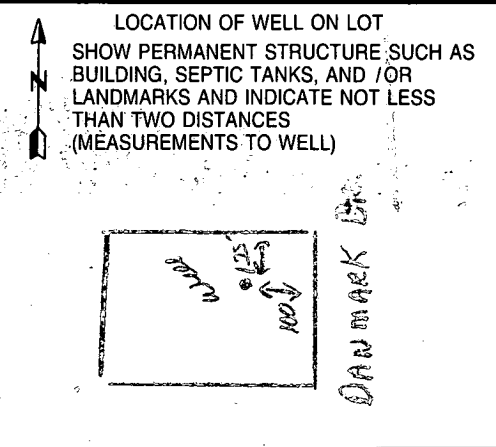 LOCATION OF WELL ON LOT
SHOW PERMANENT STRUCTURE SUCH AS
BUILDING, SEPTIC TANKS, AND / OR
LANDMARKS AND INDICATE NOT LESS
THAN TWO DISTANCES
(MEASUREMENTS TO WELL)
N
well
125'
100
DANMARK DR.